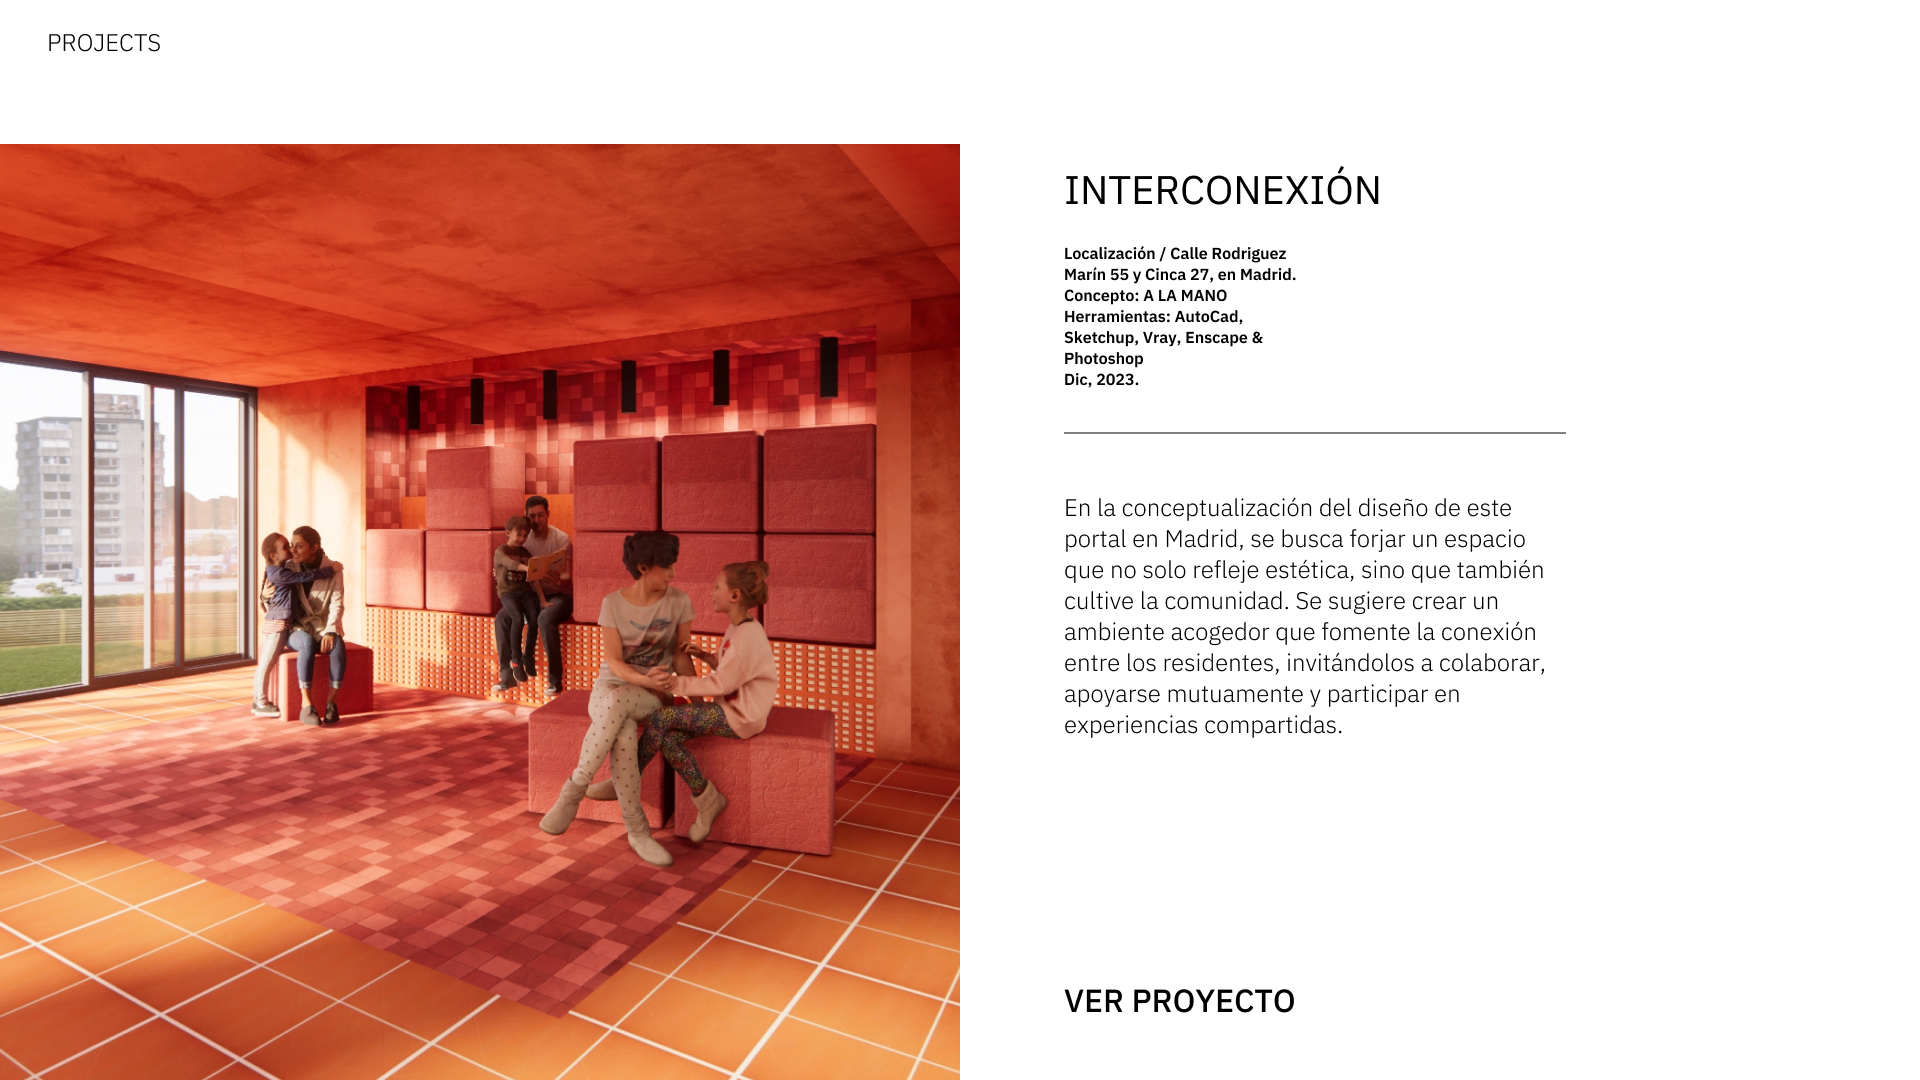 PROJECTS
INTERCONEXIÓN
Localización / Calle Rodriguez
Marín 55 y Cinca 27, en Madrid.
Concepto: A LA MANO
Herramientas: AutoCad,
Sketchup, Vray, Enscape &
Photoshop
Dic, 2023.
En la conceptualización del diseño de este
portal en Madrid, se busca forjar un espacio
que no solo refleje estética, sino que también
cultive la comunidad. Se sugiere crear un
ambiente acogedor que fomente la conexión
entre los residentes, invitándolos a colaborar,
apoyarse mutuamente y participar en
experiencias compartidas.
VER PROYECTO